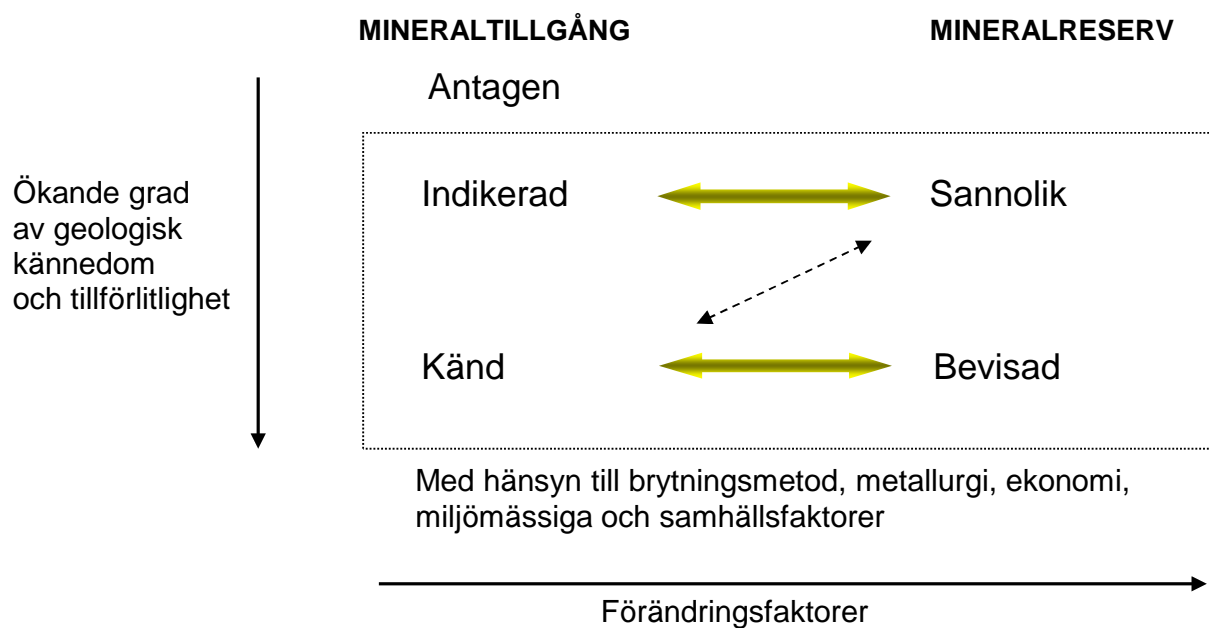 MINERALTILLGÅNG
MINERALRESERV
Antagen
Ökande grad
av geologisk
kännedom
och tillförlitlighet
Indikerad
Sannolik
Känd
Bevisad
Med hänsyn till brytningsmetod, metallurgi, ekonomi,
miljömässiga och samhällsfaktorer
Förändringsfaktorer